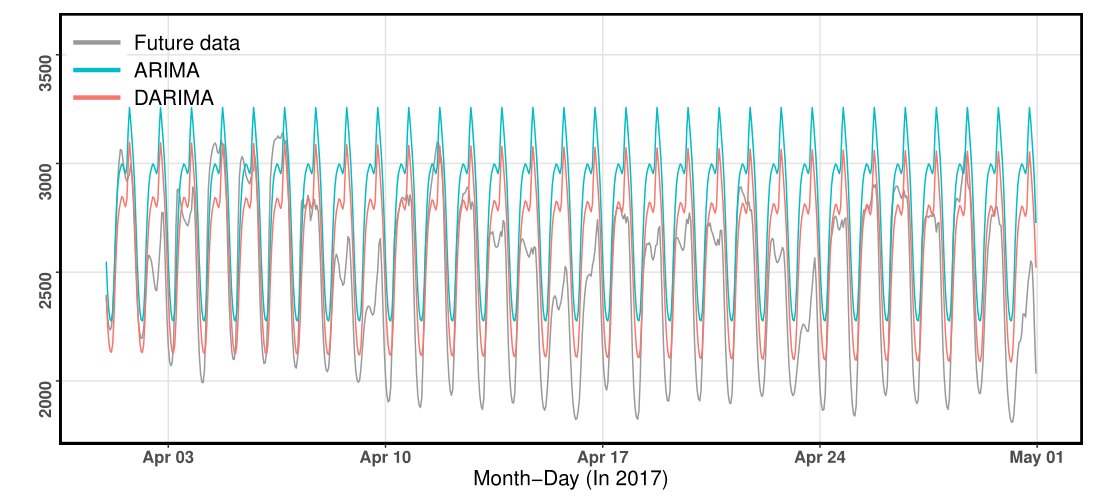 Future data
ARIMA
DARIMA
3500
3000
2500
2000
Apr 03
Apr 10
Apr 17
Apr 24
May 01
Month−Day (In 2017)